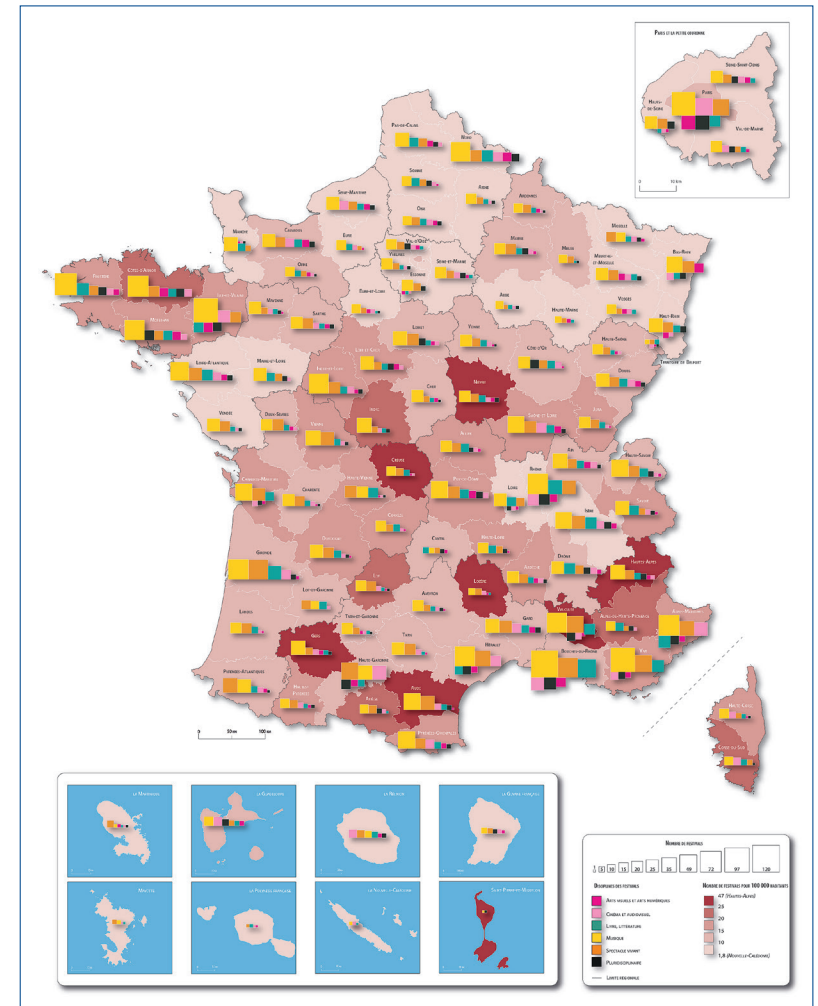 Paris et la petite couronne
Seine-Saint-Denis
Paris
Hauts-de-Seine
Val-de-Marne
0 10 km
Pas-de-Calais
Nord
Somme
Seine-Maritime
Aisne
Oise
Ardennes
Manche
Calvados
Eure
Val d'Oise
Moselle
Orne
Yvelines
Essonne
Seine-et-Marne
Marne
Meuse
Meurthe-et-Moselle
Bas-Rhin
Finistère
Côtes d'Armor
Morbihan
Mayenne
Sarthe
Eure-et-Loir
Aube
Haute-Marne
Vosges
Haut-Rhin
Loiret
Yonne
Haute-Saône
Territoire de Belfort
Côte-d'Or
Doubs
Loire-Atlantique
Maine-et-Loire
Loir-et-Cher
Indre-et-Loire
Cher
Nièvre
Vendée
Deux-Sèvres
Vienne
Indre
Saône-et-Loire
Jura
Allier
Creuse
Charente-Maritime
Charente
Haute-Vienne
Puy-de-Dôme
Loire
Rhône
Ain
Haute-Savoie
Savoie
Isère
Corrèze
Dordogne
Cantal
Haute-Loire
Gironde
Lot
Lozère
Ardèche
Drôme
Hautes-Alpes
Lot-et-Garonne
Aveyron
Landes
Tarn-et-Garonne
Tarn
Gard
Vaucluse
Alpes-de-Haute-Provence
Alpes-Maritimes
Gers
Haute-Garonne
Hérault
Bouches-du-Rhône
Var
Pyrénées-Atlantiques
Hautes-Pyrénées
Ariège
Aude
Pyrénées-Orientales
Haute-Corse
Corse-du-Sud
0 50 km 100 km
La Martinique
La Guadeloupe
La Réunion
La Guyane française
Mayotte
La Polynésie française
La Nouvelle-Calédonie
Saint-Pierre-et-Miquelon
Nombre de festivals
1 5 10 15 20 25 35 49 72 97 120
Disciplines des festivals
Arts visuels et arts numériques
Cinéma et audiovisuel
Livre, littérature
Musique
Spectacle vivant
Pluridisciplinaire
Limite régionale
Nombre de festivals pour 100 000 habitants
47 (Hautes-Alpes)
25
20
15
10
1,8 (Nouvelle-Calédonie)